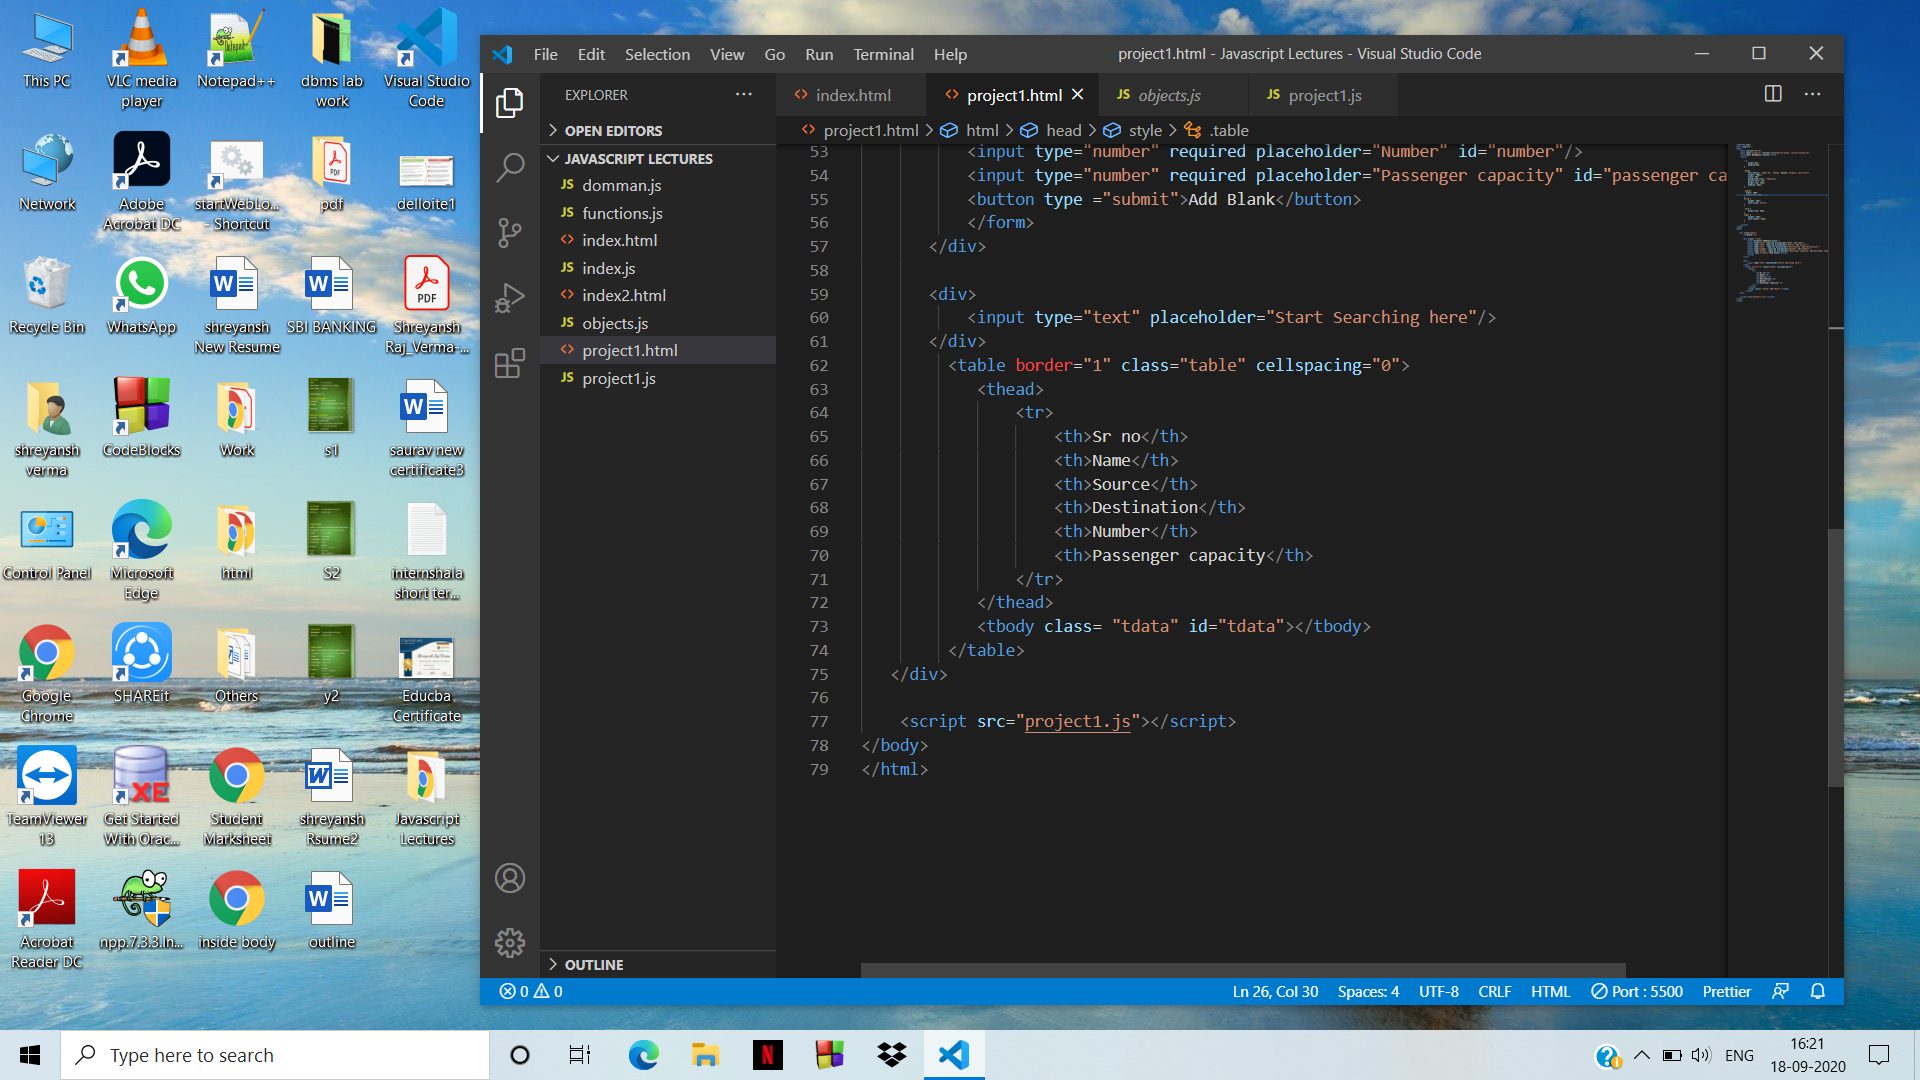 This PC
VLC media player
Notepad++
dbms lab work
Visual Studio Code
Network
Adobe Acrobat DC
startWebLo... - Shortcut
pdf
delloite1
Recycle Bin
WhatsApp
shreyansh New Resume
SBI BANKING
Shreyansh Raj_Verma-...
shreyansh verma
CodeBlocks
Work
s1
saurav new certificate3
Control Panel
Microsoft Edge
html
S2
internshala short ter...
Google Chrome
SHAREit
Others
y2
Educba Certificate
TeamViewer 13
Get Started With Orac...
Student Marksheet
shreyansh Rsume2
Javascript Lectures
Acrobat Reader DC
npp.7.3.3.In...
inside body
outline
File Edit Selection View Go Run Terminal Help
project1.html - Javascript Lectures - Visual Studio Code
EXPLORER
OPEN EDITORS
JAVASCRIPT LECTURES
JS domman.js
JS functions.js
<> index.html
JS index.js
<> index2.html
JS objects.js
<> project1.html
JS project1.js
OUTLINE
<> index.html <> project1.html JS objects.js JS project1.js
<> project1.html > html > head > style > .table
53 <input type="number" required placeholder="Number" id="number"/>
54 <input type="number" required placeholder="Passenger capacity" id="passenger ca
55 <button type ="submit">Add Blank</button>
56 </form>
57 </div>
58
59 <div>
60 <input type="text" placeholder="Start Searching here"/>
61 </div>
62 <table border="1" class="table" cellspacing="0">
63 <thead>
64 <tr>
65 <th>Sr no</th>
66 <th>Name</th>
67 <th>Source</th>
68 <th>Destination</th>
69 <th>Number</th>
70 <th>Passenger capacity</th>
71 </tr>
72 </thead>
73 <tbody class= "tdata" id="tdata"></tbody>
74 </table>
75 </div>
76
77 <script src="project1.js"></script>
78 </body>
79 </html>
0 0
Ln 26, Col 30 Spaces: 4 UTF-8 CRLF HTML Port : 5500 Prettier
Type here to search
ENG
16:21
18-09-2020